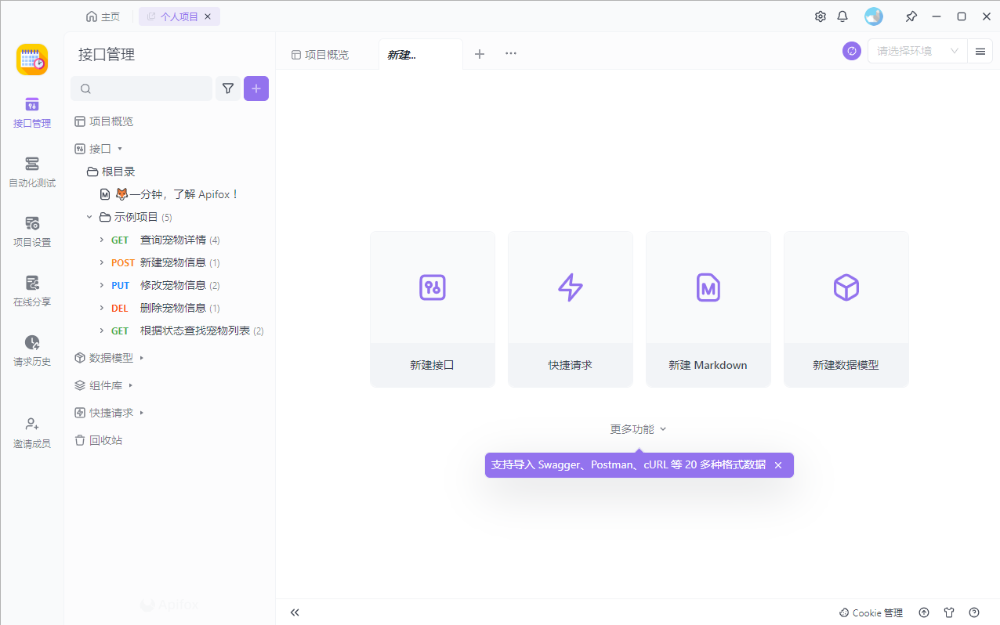 主页
个人项目
接口管理
项目概览
新建...
请选择环境
接口管理
自动化测试
项目设置
在线分享
请求历史
邀请成员
项目概览
接口
根目录
一分钟，了解 Apifox！
示例项目 (5)
GET 查询宠物详情 (4)
POST 新建宠物信息 (1)
PUT 修改宠物信息 (2)
DEL 删除宠物信息 (1)
GET 根据状态查找宠物列表 (2)
数据模型
组件库
快捷请求
回收站
Apifox
新建接口
快捷请求
新建 Markdown
新建数据模型
更多功能
支持导入 Swagger、Postman、cURL 等 20 多种格式数据
Cookie 管理